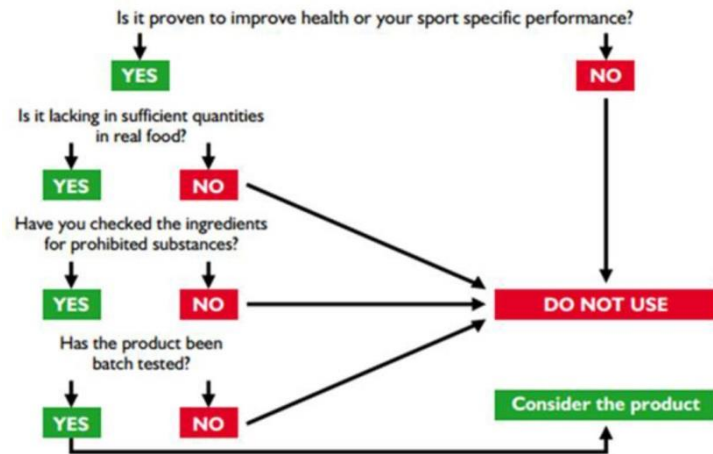 Is it proven to improve health or your sport specific performance?
YES
NO
Is it lacking in sufficient quantities
in real food?
YES
NO
Have you checked the ingredients
for prohibited substances?
YES
NO
DO NOT USE
Has the product been
batch tested?
Consider the product
YES
NO